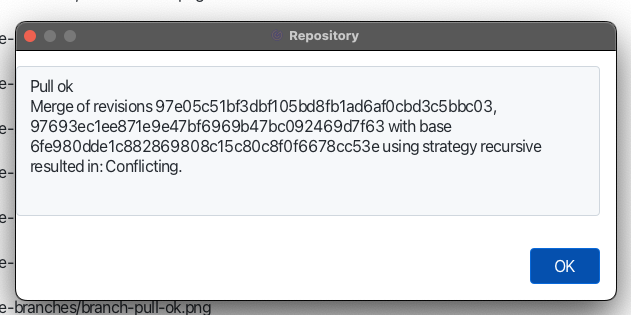 Repository
e-
Pull ok
Merge of revisions 97e05c51bf3dbf105bd8fb1ad6af0cbd3c5bbc03,
97693ec1ee871e9e47bf6969b47bc092469d7f63 with base
6fe980dde1c882869808c15c80c8f0f6678cc53e using strategy recursive
resulted in: Conflicting.
e-
e-
e-
e-
e-
OK
e-branches/branch-pull-ok.png